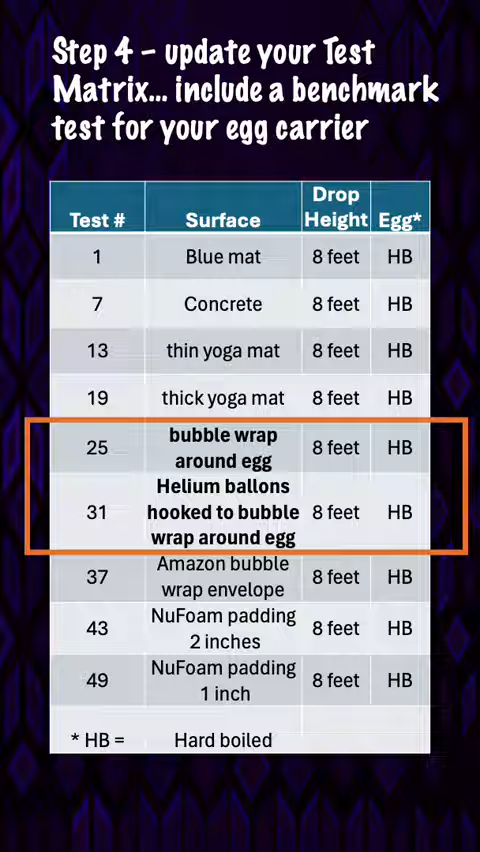 Step 4 – update your Test
Matrix... include a benchmark
test for your egg carrier
Test # Surface Drop Height Egg*
1 Blue mat 8 feet HB
7 Concrete 8 feet HB
13 thin yoga mat 8 feet HB
19 thick yoga mat 8 feet HB
25 bubble wrap around egg 8 feet HB
31 Helium ballons hooked to bubble wrap around egg 8 feet HB
37 Amazon bubble wrap envelope 8 feet HB
43 NuFoam padding 2 inches 8 feet HB
49 NuFoam padding 1 inch 8 feet HB
* HB = Hard boiled